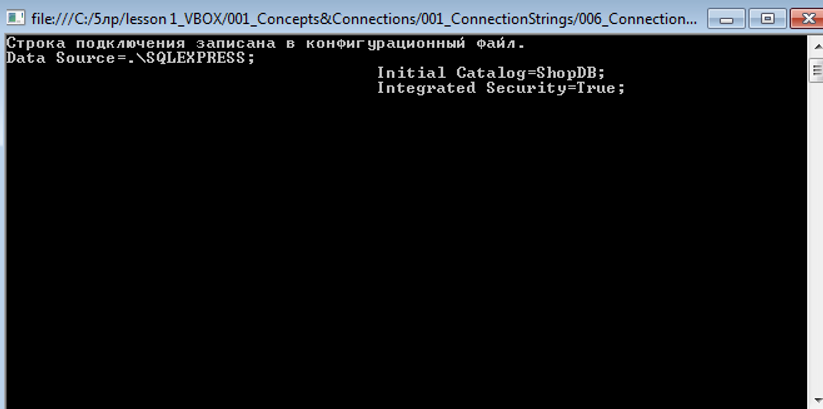 file:///C:/5лр/lesson 1_VBOX/001_Concepts&Connections/001_ConnectionStrings/006_Connection...
Строка подключения записана в конфигурационный файл.
Data Source=.\SQLEXPRESS;
Initial Catalog=ShopDB;
Integrated Security=True;